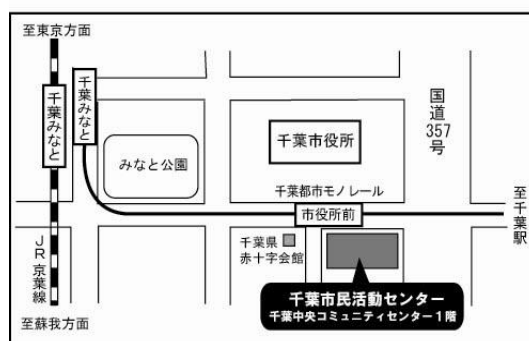 至東京方面
千葉みなと
千葉みなと
みなと公園
千葉市役所
国道357号
千葉都市モノレール
市役所前
至千葉駅
千葉県
赤十字会館
JR京葉線
千葉市民活動センター
千葉中央コミュニティセンター1階
至蘇我方面